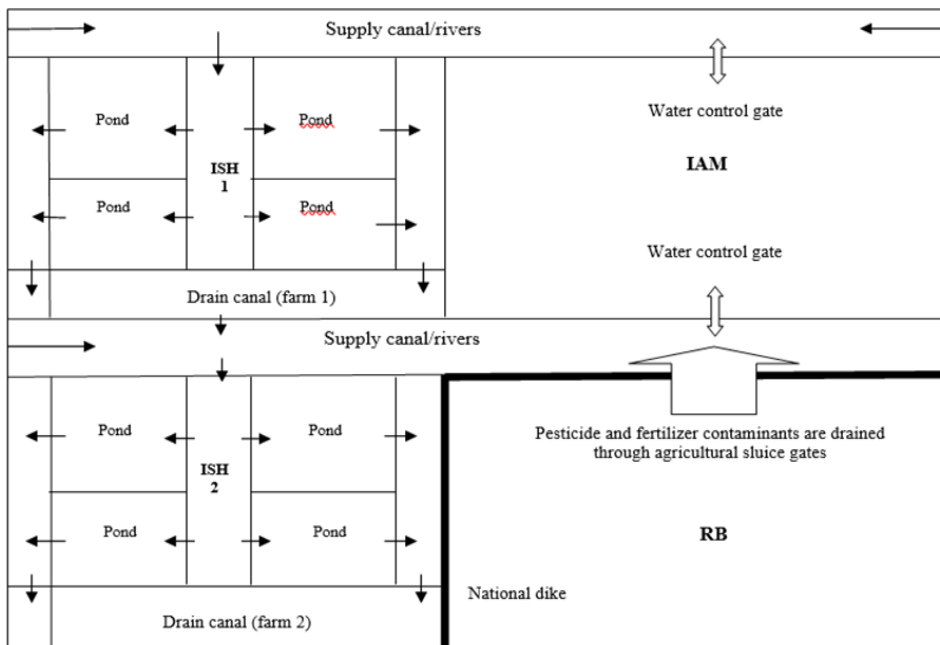 Supply canal/rivers
Pond
Pond
Water control gate
ISH
1
IAM
Pond
Pond
Water control gate
Drain canal (farm 1)
Supply canal/rivers
Pond
Pond
Pesticide and fertilizer contaminants are drained
through agricultural sluice gates
ISH
2
Pond
Pond
RB
National dike
Drain canal (farm 2)